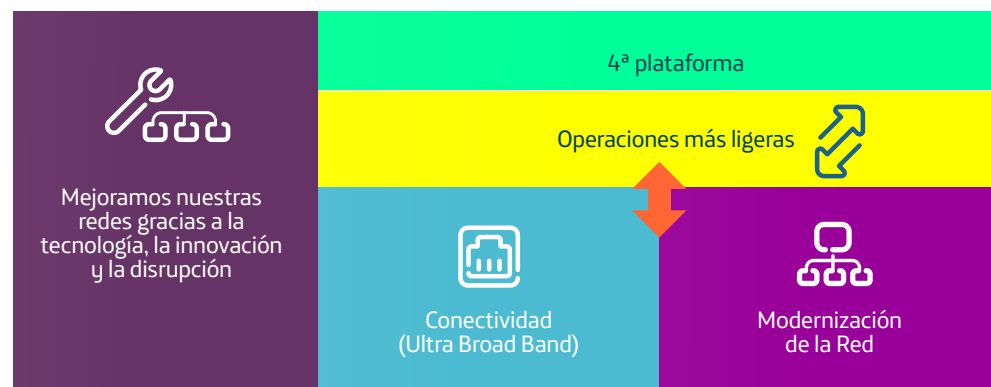 Mejoramos nuestras
redes gracias a la
tecnología, la innovación
y la disrupción
4ª plataforma
Operaciones más ligeras
Conectividad
(Ultra Broad Band)
Modernización
de la Red